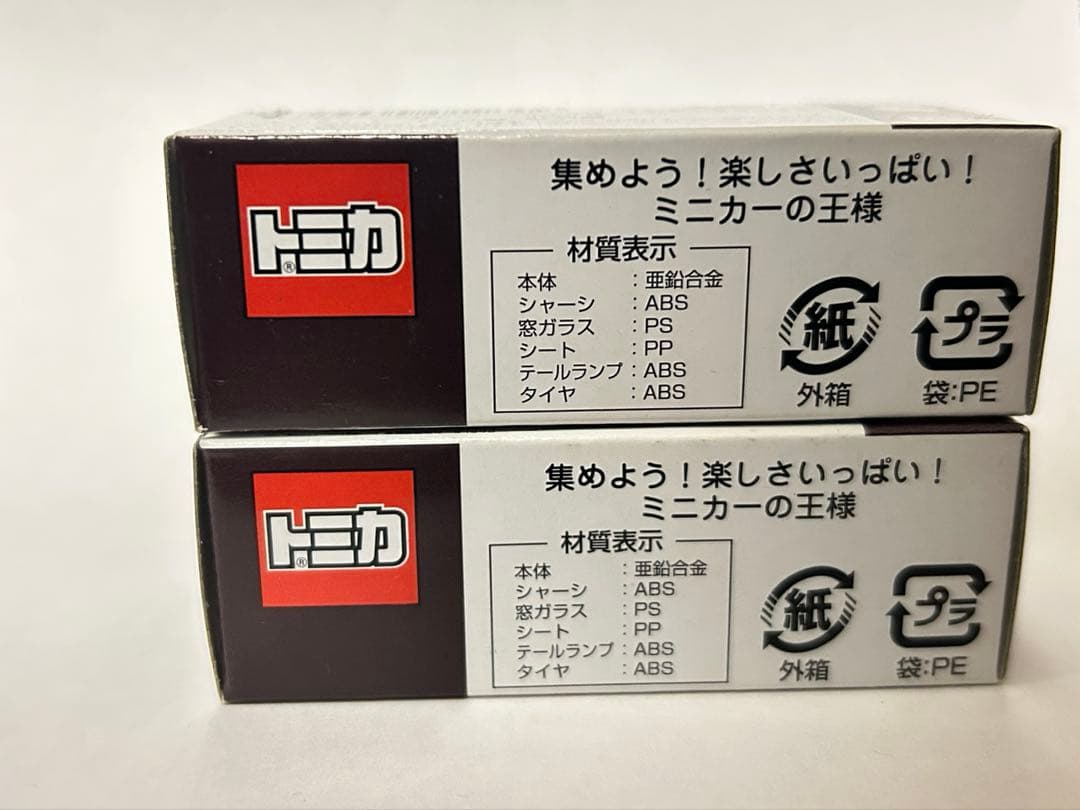 トミカ®
集めよう！楽しさいっぱい！
ミニカーの王様
材質表示
本体：亜鉛合金
シャーシ：ABS
窓ガラス：PS
シート：PP
テールランプ：ABS
タイヤ：ABS
紙
外箱
プラ
袋：PE
トミカ®
集めよう！楽しさいっぱい！
ミニカーの王様
材質表示
本体：亜鉛合金
シャーシ：ABS
窓ガラス：PS
シート：PP
テールランプ：ABS
タイヤ：ABS
紙
外箱
プラ
袋：PE